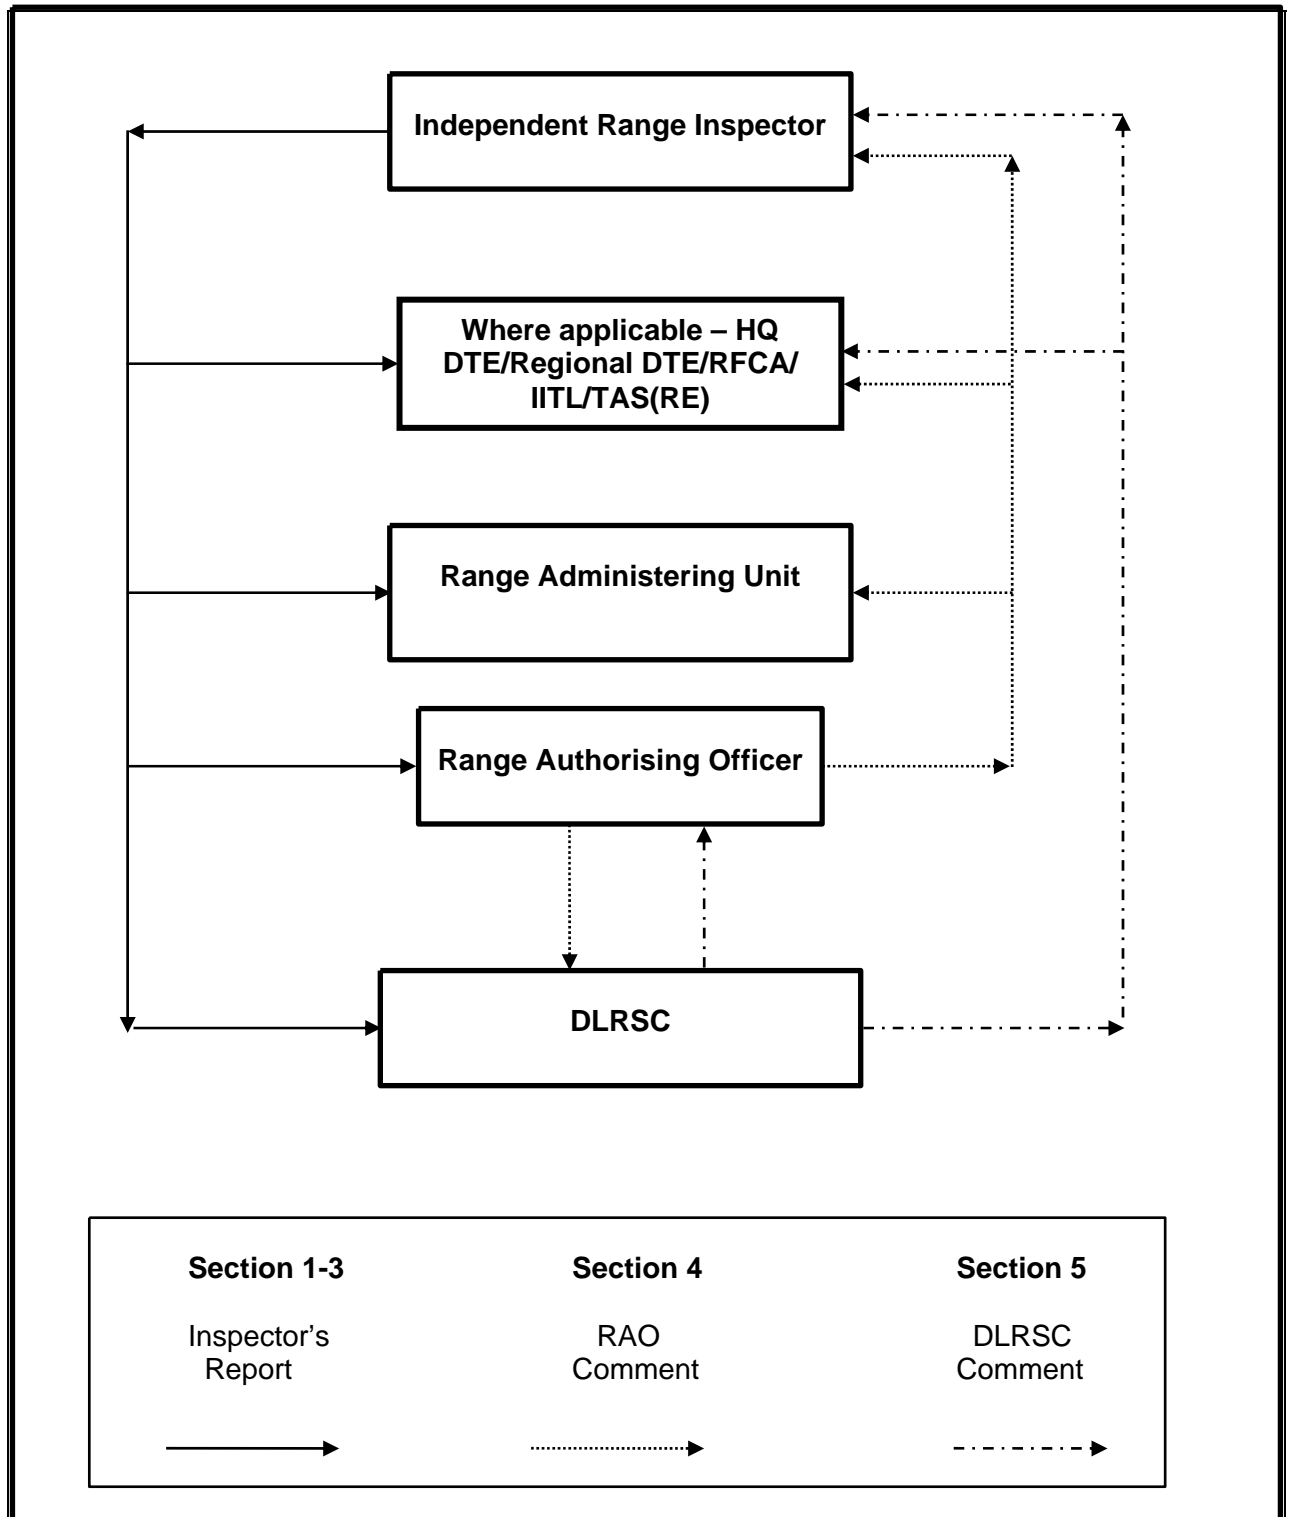 Independent Range Inspector
Where applicable – HQ
DTE/Regional DTE/RFCA/
IITL/TAS(RE)
Range Administering Unit
Range Authorising Officer
DLRSC
Section 1-3
Inspector's
Report
Section 4
RAO
Comment
Section 5
DLRSC
Comment